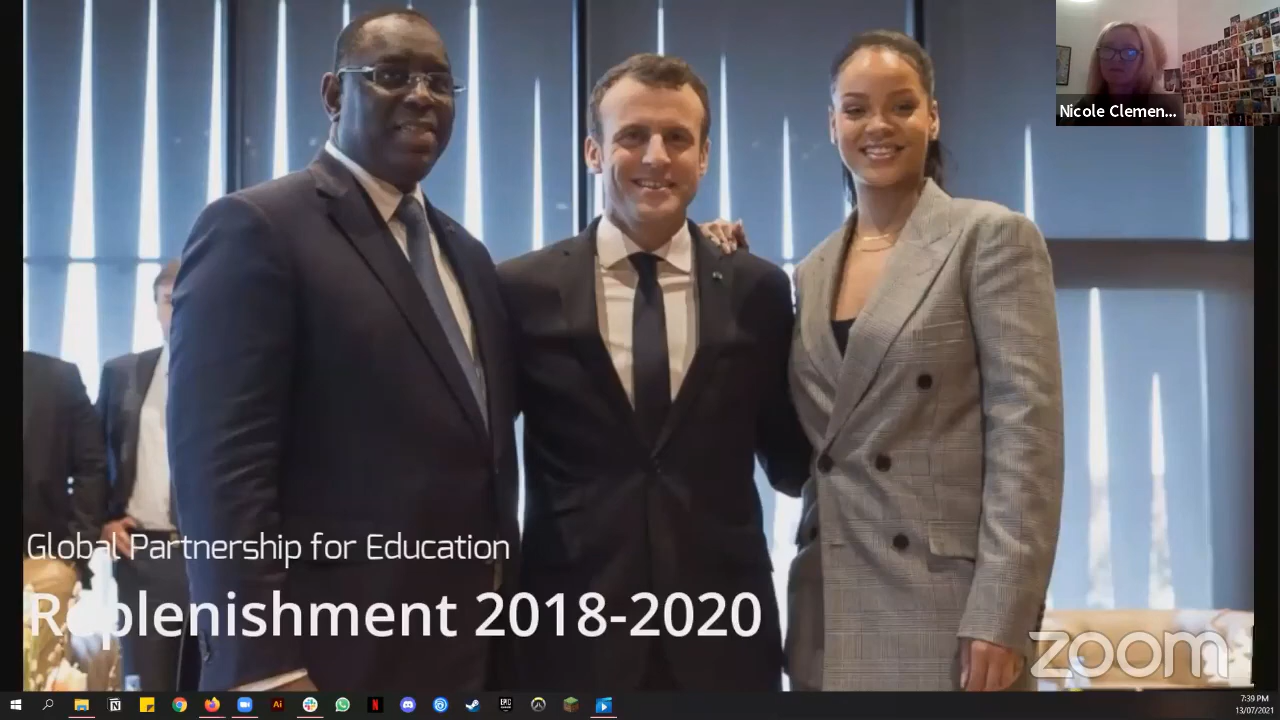 Nicole Clemen...
Global Partnership for Education
Replenishment 2018-2020
zoom
7:39 PM
13/07/2021